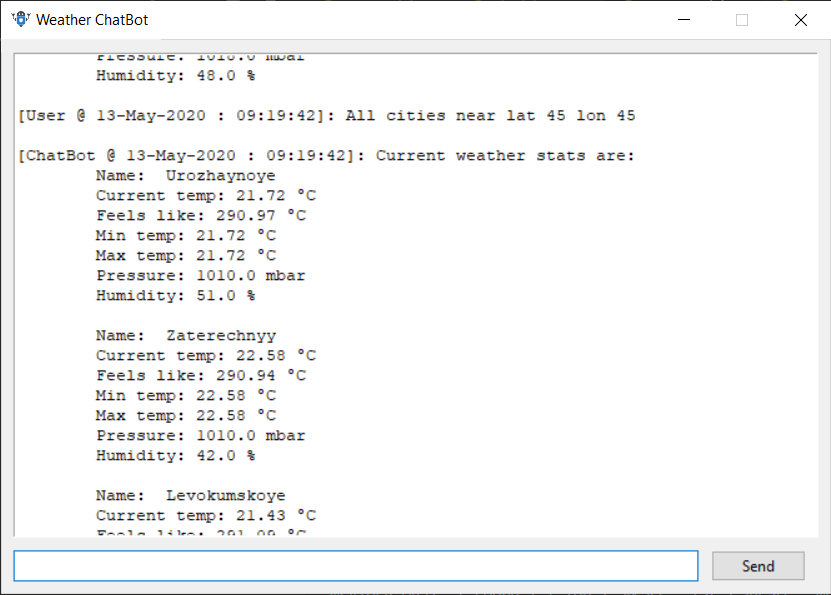 Weather ChatBot
Pressure: 1018.0 mbar
Humidity: 48.0 %
[User @ 13-May-2020 : 09:19:42]: All cities near lat 45 lon 45
[ChatBot @ 13-May-2020 : 09:19:42]: Current weather stats are:
Name:  Urozhaynoye
Current temp: 21.72 °C
Feels like: 290.97 °C
Min temp: 21.72 °C
Max temp: 21.72 °C
Pressure: 1010.0 mbar
Humidity: 51.0 %
Name:  Zaterechnyy
Current temp: 22.58 °C
Feels like: 290.94 °C
Min temp: 22.58 °C
Max temp: 22.58 °C
Pressure: 1010.0 mbar
Humidity: 42.0 %
Name:  Levokumskoye
Current temp: 21.43 °C
Feels like: 291.09 °C
Send